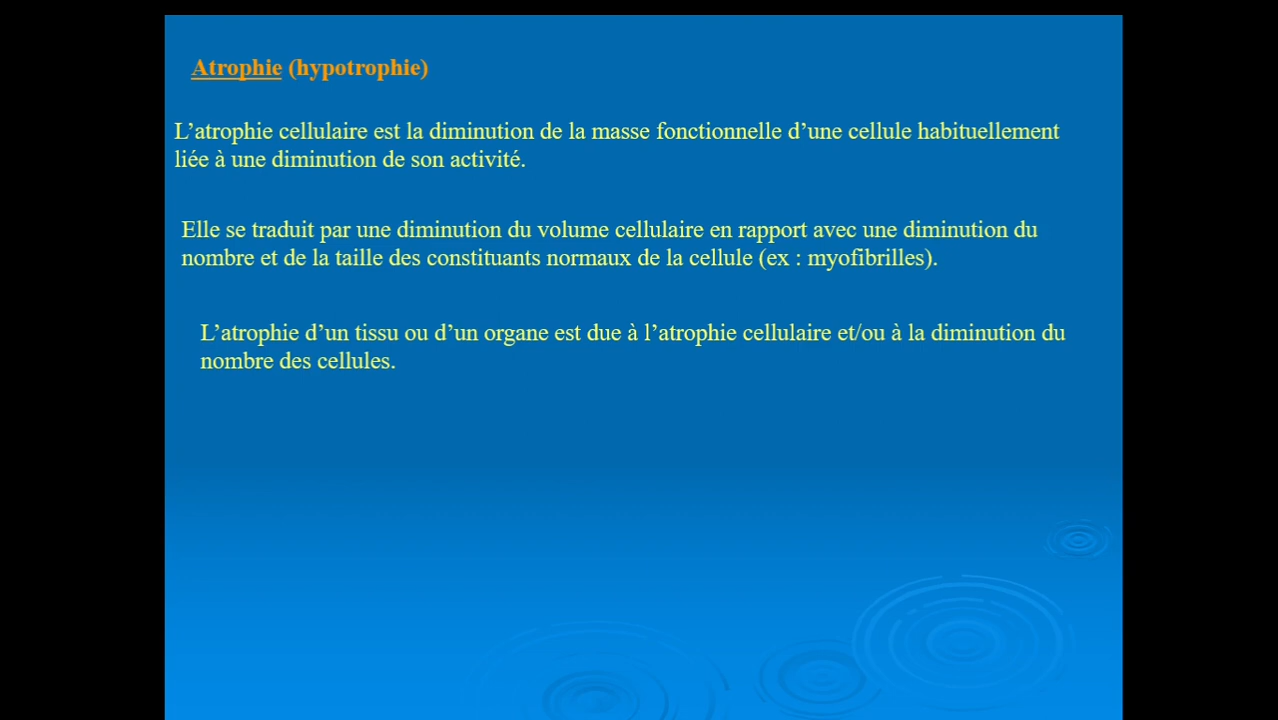 Atrophie (hypotrophie)
L’atrophie cellulaire est la diminution de la masse fonctionnelle d’une cellule habituellement
liée à une diminution de son activité.
Elle se traduit par une diminution du volume cellulaire en rapport avec une diminution du
nombre et de la taille des constituants normaux de la cellule (ex : myofibrilles).
L’atrophie d’un tissu ou d’un organe est due à l’atrophie cellulaire et/ou à la diminution du
nombre des cellules.